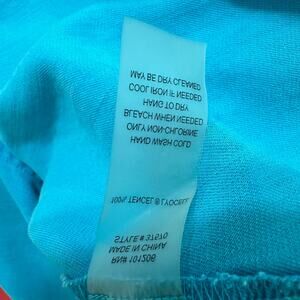 RN# 101206
MADE IN CHINA
STYLE# 37570
100% TENCEL® LYOCELL
HAND WASH COLD
ONLY NON-CHLORINE
BLEACH WHEN NEEDED
HANG TO DRY
COOL IRON IF NEEDED
MAY BE DRY CLEANED